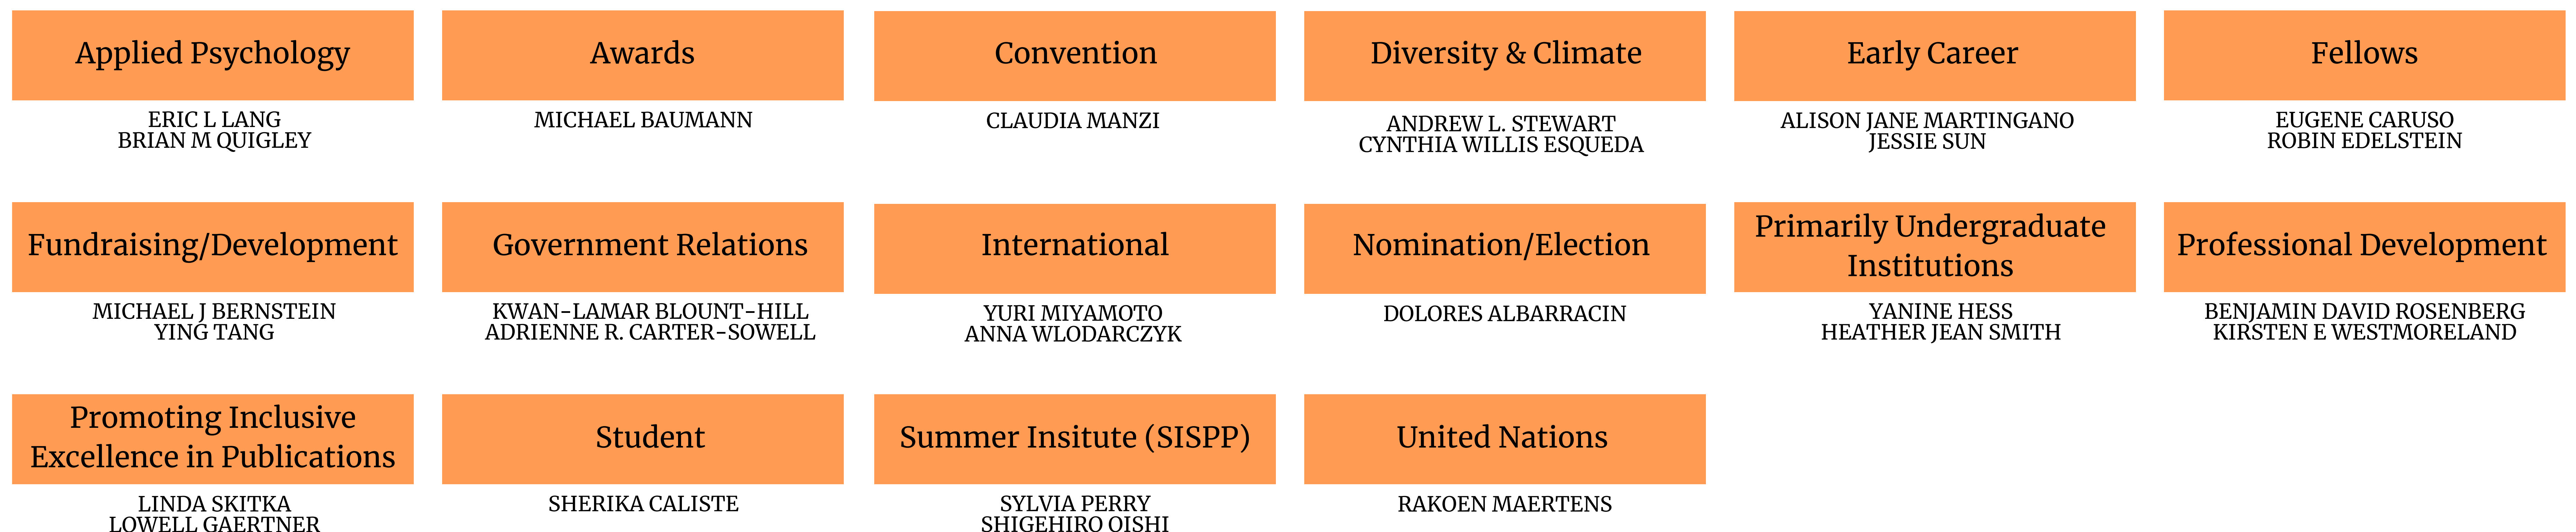 Applied Psychology
ERIC L LANG
BRIAN M QUIGLEY
Awards
MICHAEL BAUMANN
Convention
CLAUDIA MANZI
Diversity & Climate
ANDREW L. STEWART
CYNTHIA WILLIS ESQUEDA
Early Career
ALISON JANE MARTINGANO
JESSIE SUN
Fellows
EUGENE CARUSO
ROBIN EDELSTEIN
Fundraising/Development
MICHAEL J BERNSTEIN
YING TANG
Government Relations
KWAN-LAMAR BLOUNT-HILL
ADRIENNE R. CARTER-SOWELL
International
YURI MIYAMOTO
ANNA WLODARCZYK
Nomination/Election
DOLORES ALBARRACIN
Primarily Undergraduate
Institutions
YANINE HESS
HEATHER JEAN SMITH
Professional Development
BENJAMIN DAVID ROSENBERG
KIRSTEN E WESTMORELAND
Promoting Inclusive
Excellence in Publications
LINDA SKITKA
LOWELL GAERTNER
Student
SHERIKA CALISTE
Summer Insitute (SISPP)
SYLVIA PERRY
SHIGEHIRO OISHI
United Nations
RAKOEN MAERTENS